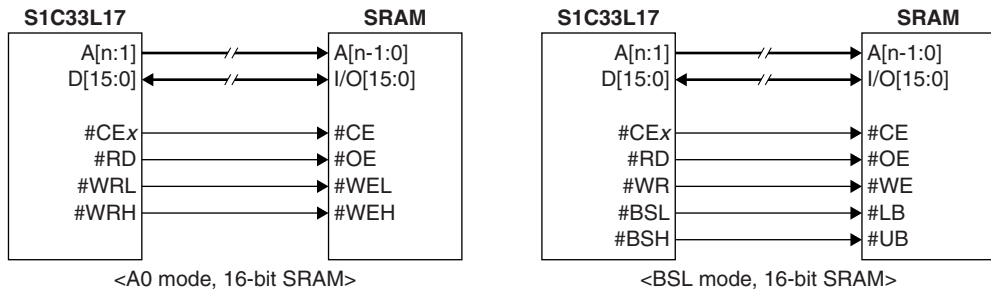 S1C33L17 SRAM
A[n:1] A[n-1:0]
D[15:0] I/O[15:0]
#CEx #CE
#RD #OE
#WRL #WEL
#WRH #WEH
<A0 mode, 16-bit SRAM>
S1C33L17 SRAM
A[n:1] A[n-1:0]
D[15:0] I/O[15:0]
#CEx #CE
#RD #OE
#WR #WE
#BSL #LB
#BSH #UB
<BSL mode, 16-bit SRAM>